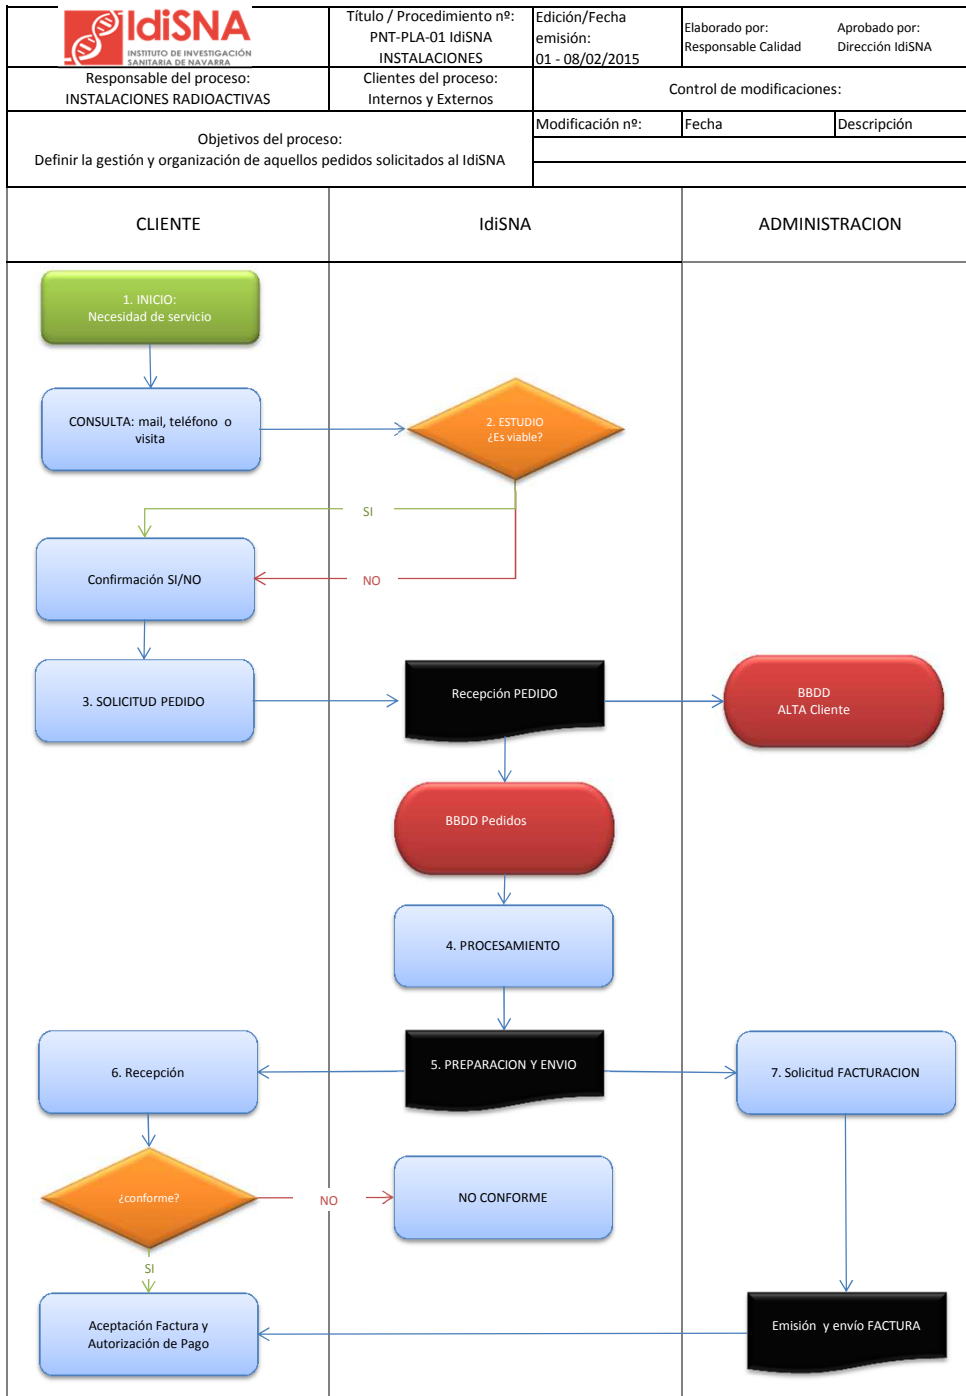 IdiSNA
INSTITUTO DE INVESTIGACIÓN
SANITARIA DE NAVARRA
Título / Procedimiento nº:
PNT-PLA-01 IdiSNA
INSTALACIONES
Edición/Fecha
emisión:
01 - 08/02/2015
Elaborado por:
Responsable Calidad
Aprobado por:
Dirección IdiSNA
Responsable del proceso:
INSTALACIONES RADIOACTIVAS
Clientes del proceso:
Internos y Externos
Control de modificaciones:
Objetivos del proceso:
Definir la gestión y organización de aquellos pedidos solicitados al IdiSNA
Modificación nº:
Fecha
Descripción
CLIENTE
IdiSNA
ADMINISTRACION
1. INICIO:
Necesidad de servicio
CONSULTA: mail, teléfono o
visita
2. ESTUDIO
¿Es viable?
SI
Confirmación SI/NO
NO
3. SOLICITUD PEDIDO
Recepción PEDIDO
BBDD
ALTA Cliente
BBDD Pedidos
4. PROCESAMIENTO
5. PREPARACION Y ENVIO
6. Recepción
7. Solicitud FACTURACION
¿conforme?
NO
NO CONFORME
SI
Aceptación Factura y
Autorización de Pago
Emisión y envío FACTURA